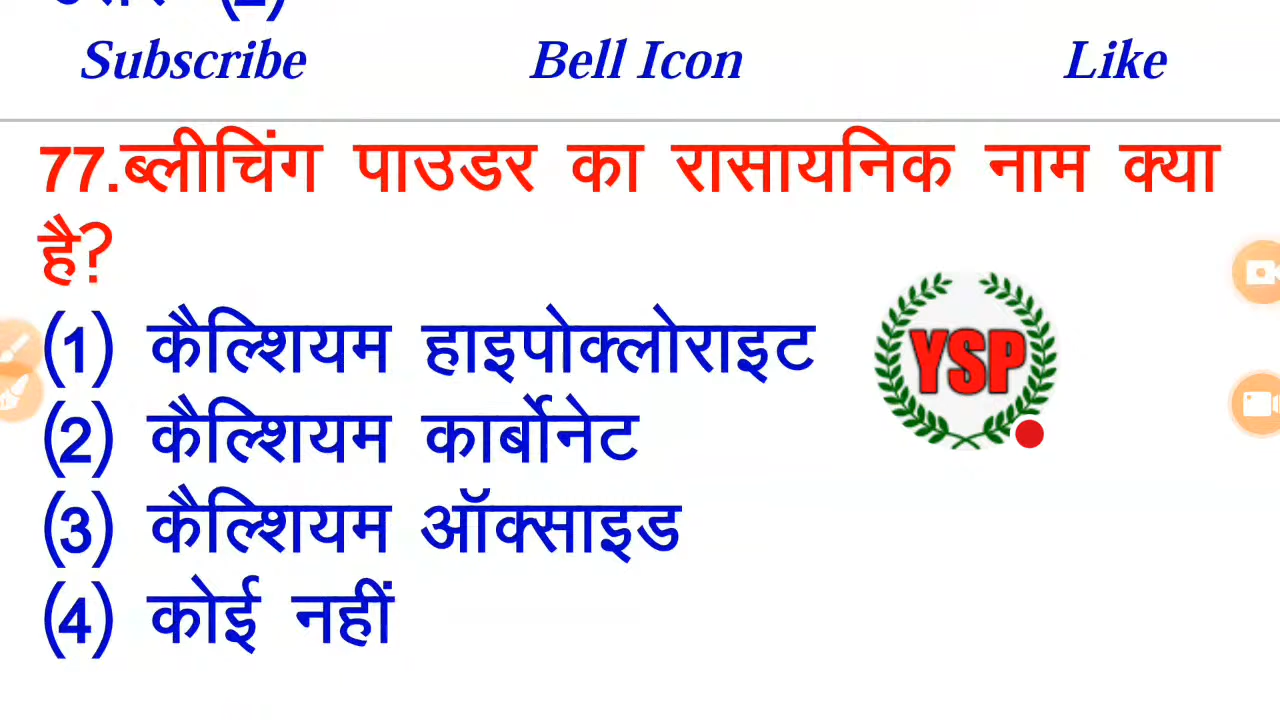 Subscribe Bell Icon Like
77.ब्लीचिंग पाउडर का रासायनिक नाम क्या
है?
(1) कैल्शियम हाइपोक्लोराइट
YSP
(2) कैल्शियम कार्बोनेट
(3) कैल्शियम ऑक्साइड
(4) कोई नहीं